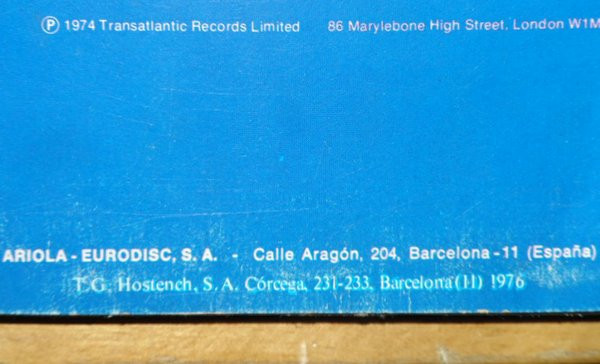 Ⓟ 1974 Transatlantic Records Limited 86 Marylebone High Street, London W1M
ARIOLA - EURODISC, S. A. - Calle Aragón, 204, Barcelona - 11 (España)
T.G. Hostench, S. A. Córcega, 231-233, Barcelona (11) 1976